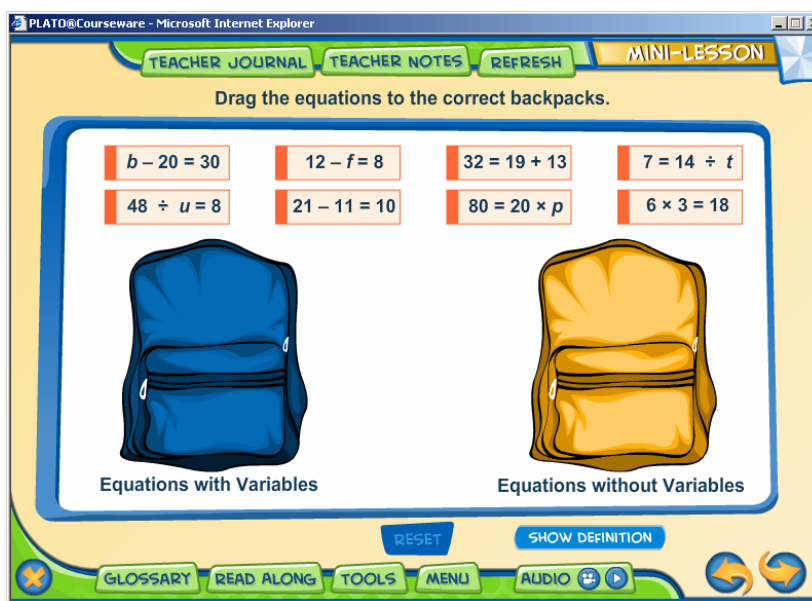 PLATO®Courseware - Microsoft Internet Explorer
TEACHER JOURNAL TEACHER NOTES REFRESH MINI-LESSON
Drag the equations to the correct backpacks.
b – 20 = 30 12 – f = 8 32 = 19 + 13 7 = 14 ÷ t
48 ÷ u = 8 21 – 11 = 10 80 = 20 × p 6 × 3 = 18
Equations with Variables Equations without Variables
RESET SHOW DEFINITION
GLOSSARY READ ALONG TOOLS MENU AUDIO